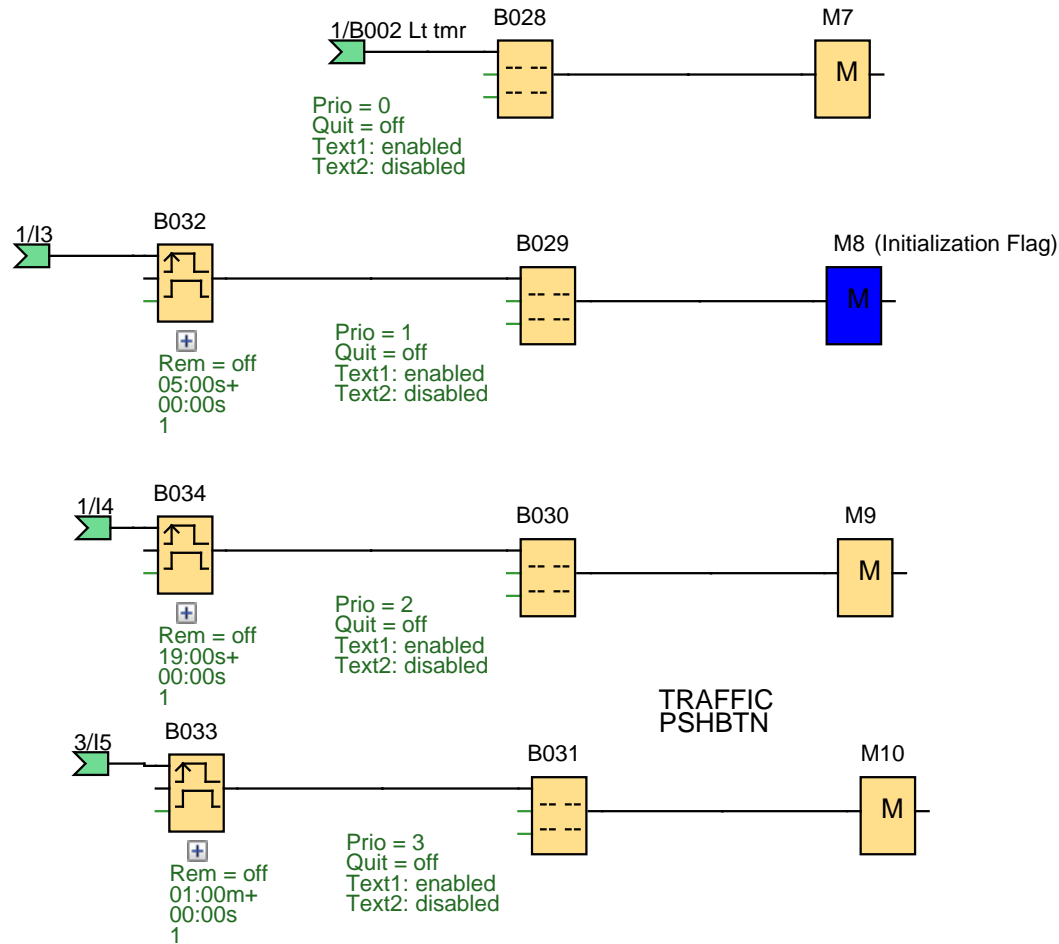 B028
M7
1/B002 Lt tmr
M
Prio = 0
Quit = off
Text1: enabled
Text2: disabled
B032
1/I3
B029
M8 (Initialization Flag)
M
Rem = off
05:00s+
00:00s
1
Prio = 1
Quit = off
Text1: enabled
Text2: disabled
B034
1/I4
B030
M9
M
Rem = off
19:00s+
00:00s
1
Prio = 2
Quit = off
Text1: enabled
Text2: disabled
TRAFFIC
PSHBTN
B033
3/I5
B031
M10
M
Rem = off
01:00m+
00:00s
1
Prio = 3
Quit = off
Text1: enabled
Text2: disabled